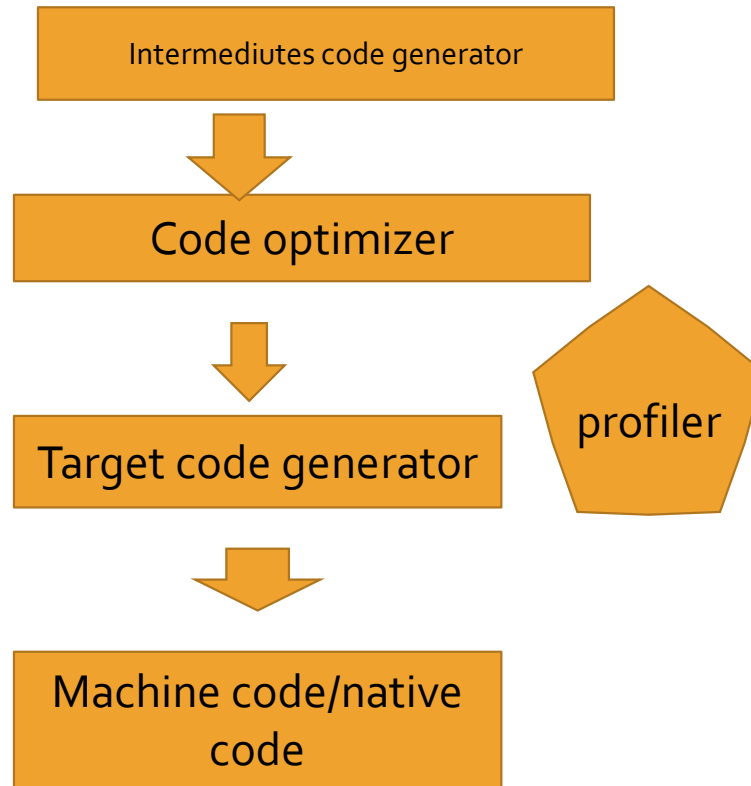 Intermediutes code generator
Code optimizer
profiler
Target code generator
Machine code/native
code